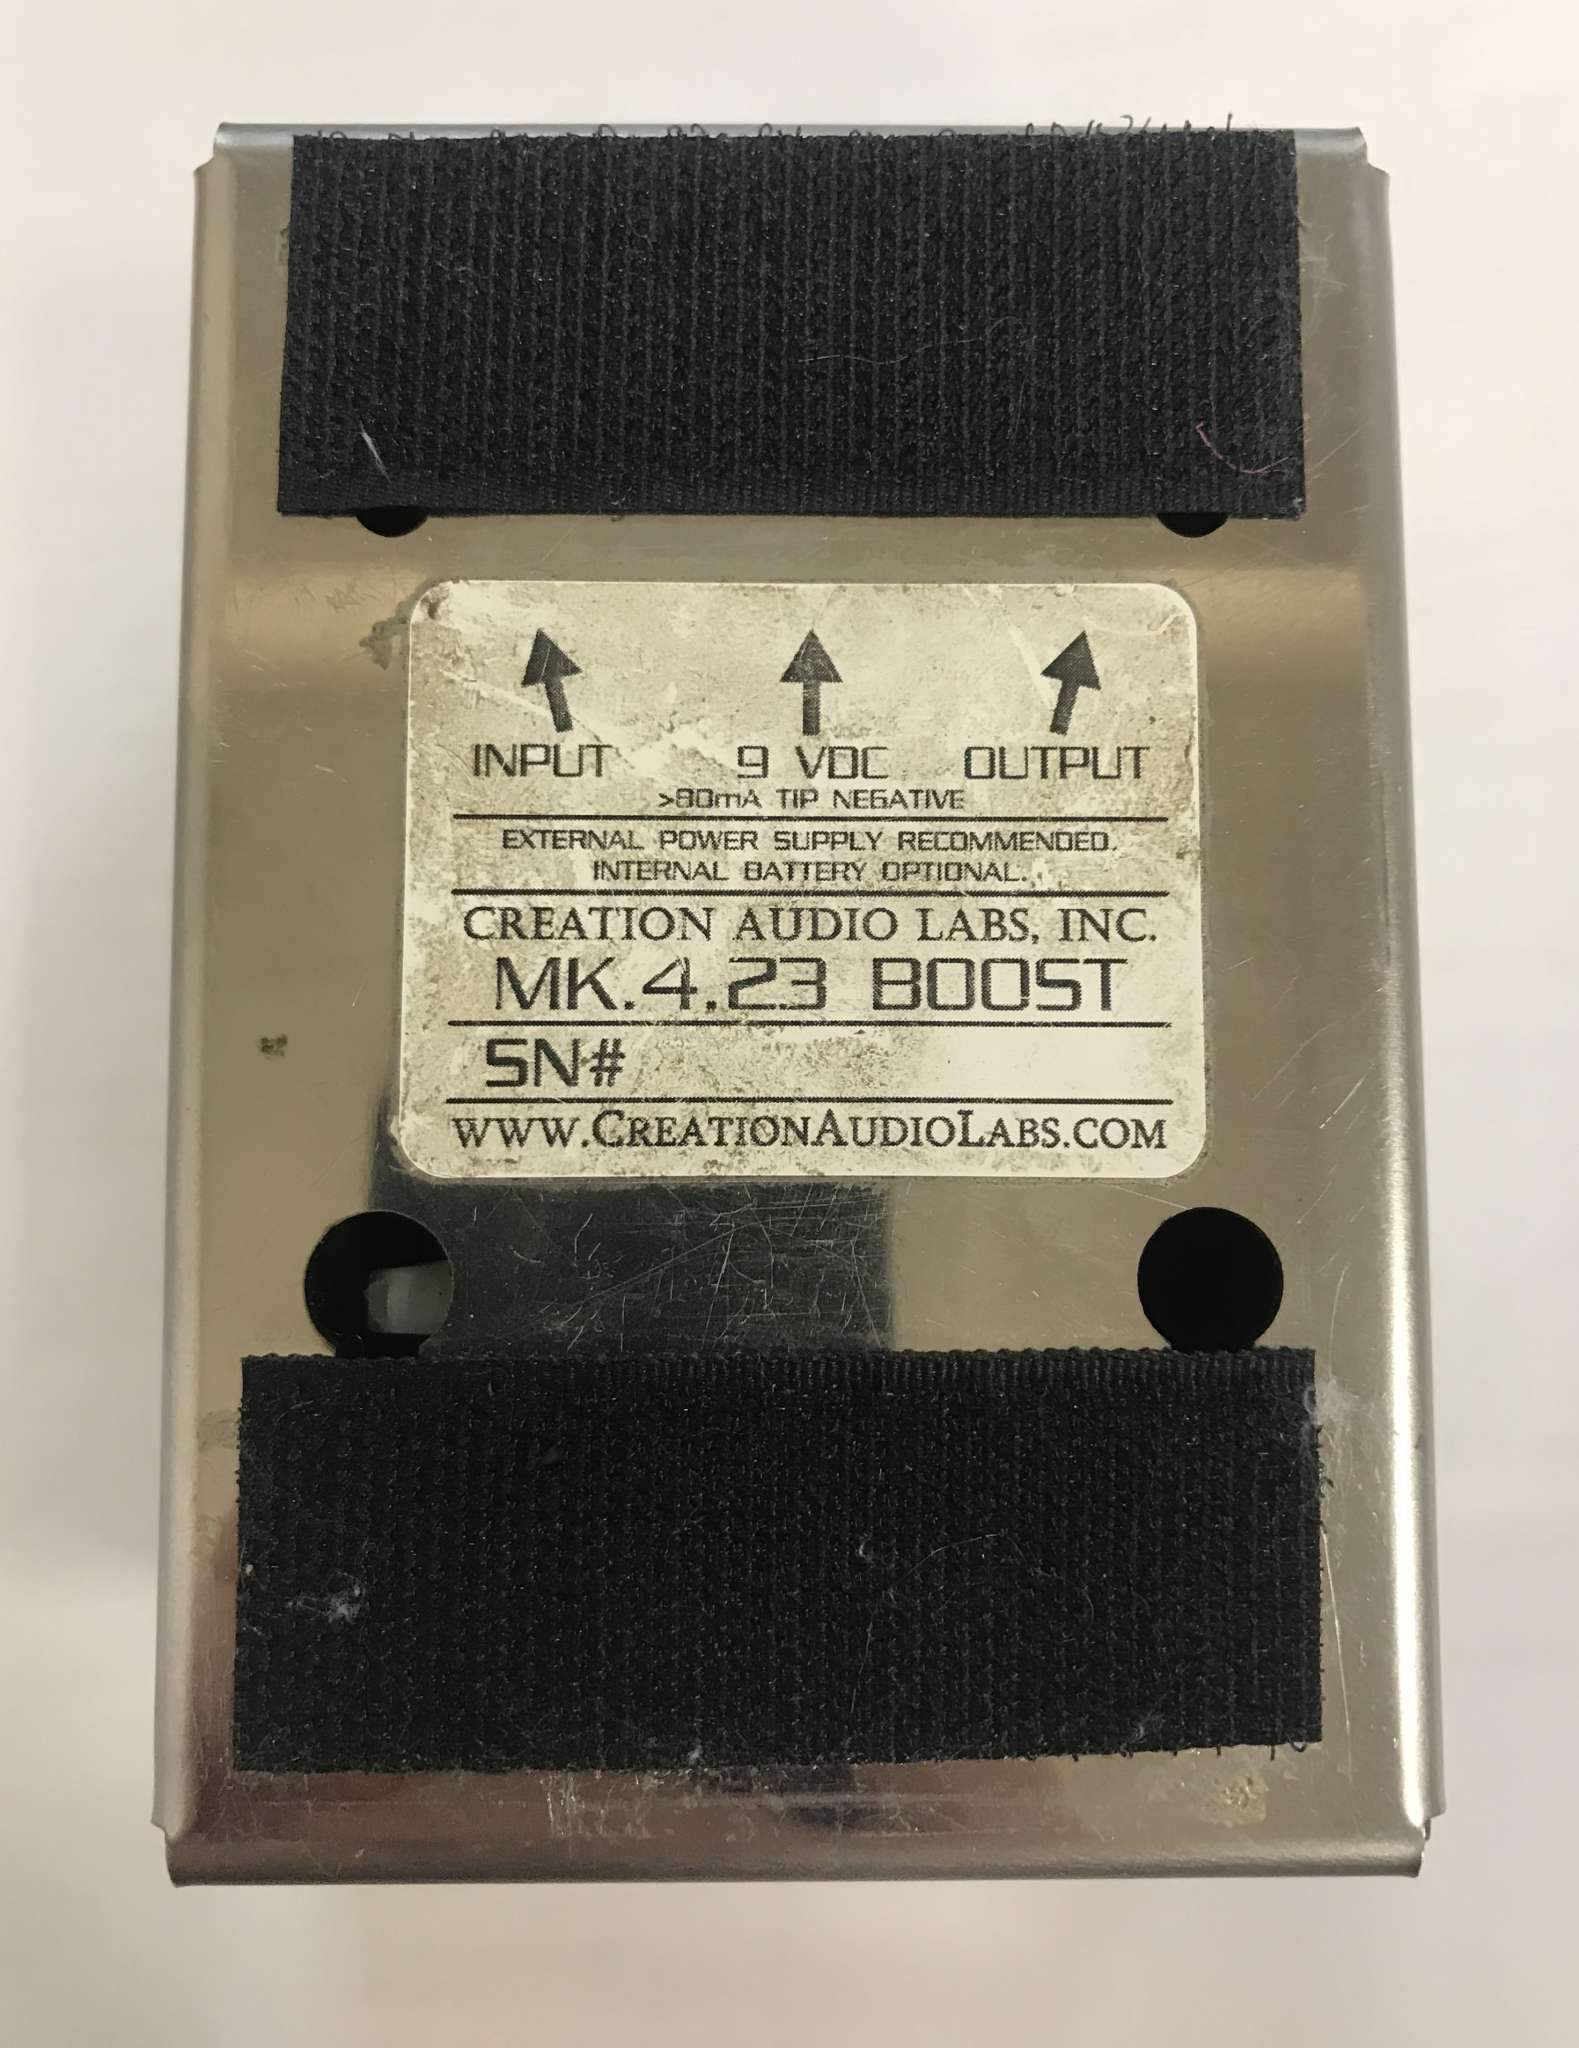 INPUT 9 VDC OUTPUT
>80mA TIP NEGATIVE
EXTERNAL POWER SUPPLY RECOMMENDED.
INTERNAL BATTERY OPTIONAL.
CREATION AUDIO LABS, INC.
MK.4.23 BOOST
SN#
WWW.CREATIONAUDIOLABS.COM